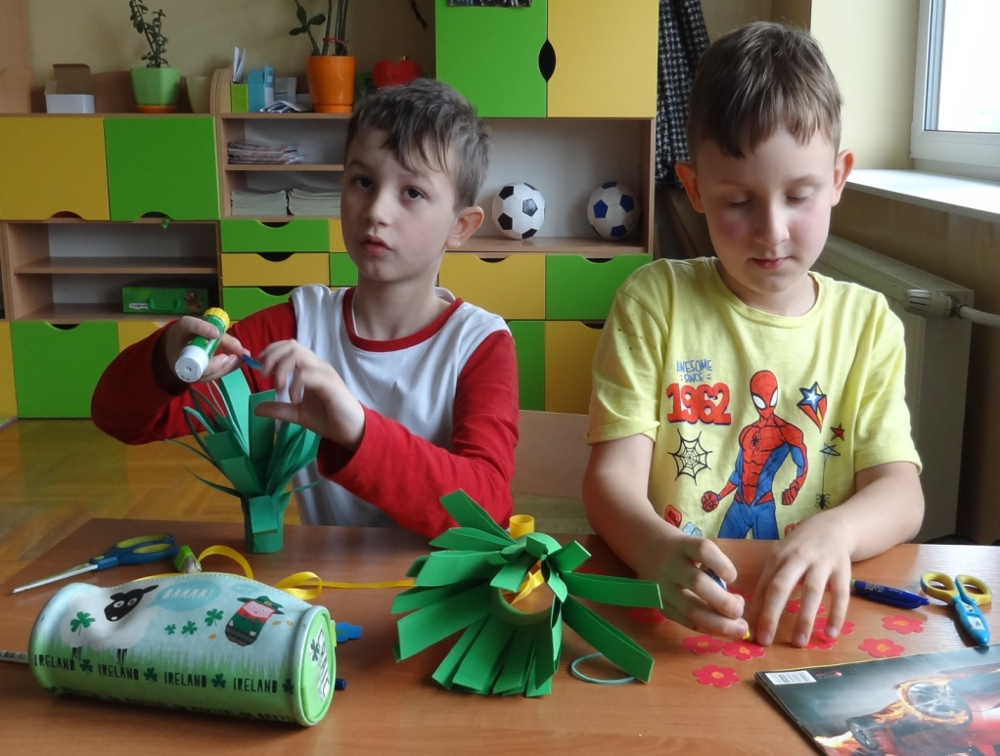 AWESOME
SINCE
1962
BAAAA!
IRELAND IRELAND IRELAND IRELAND